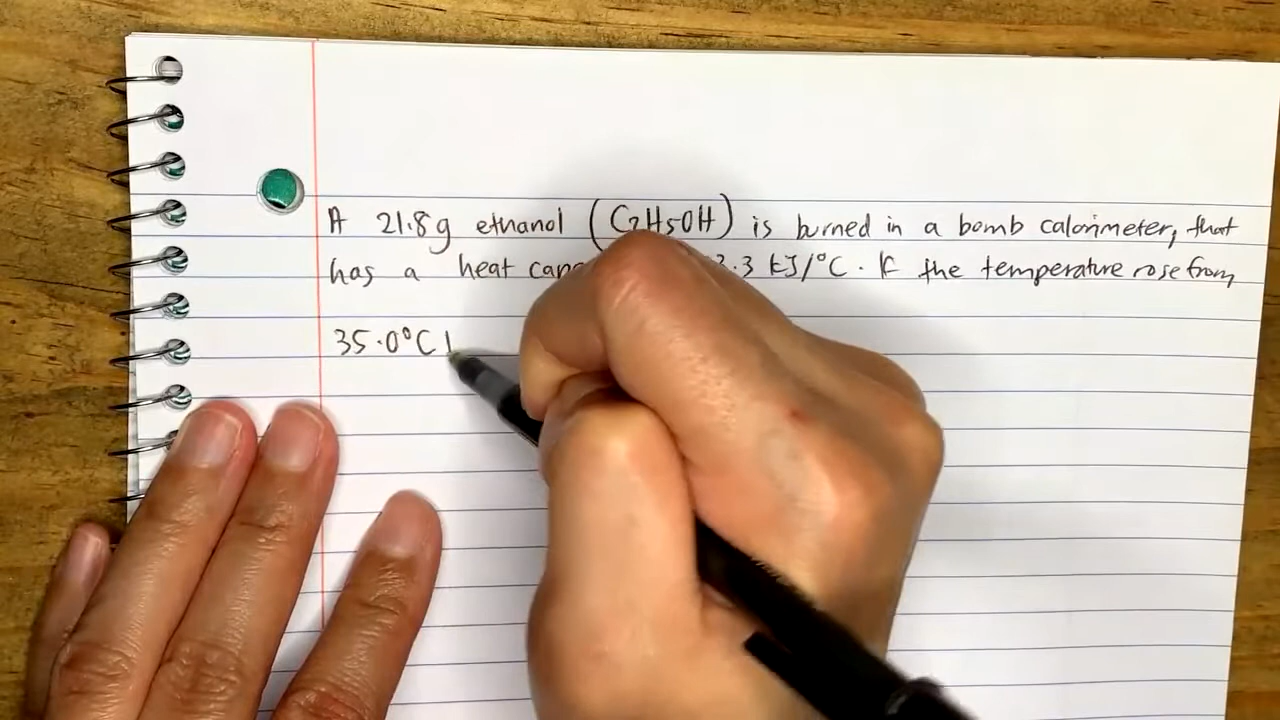 A 21.8g ethanol (C2H5OH) is burned in a bomb calorimeter, that
has a heat .3 kJ/°C. If the temperature rose from
35.0°C